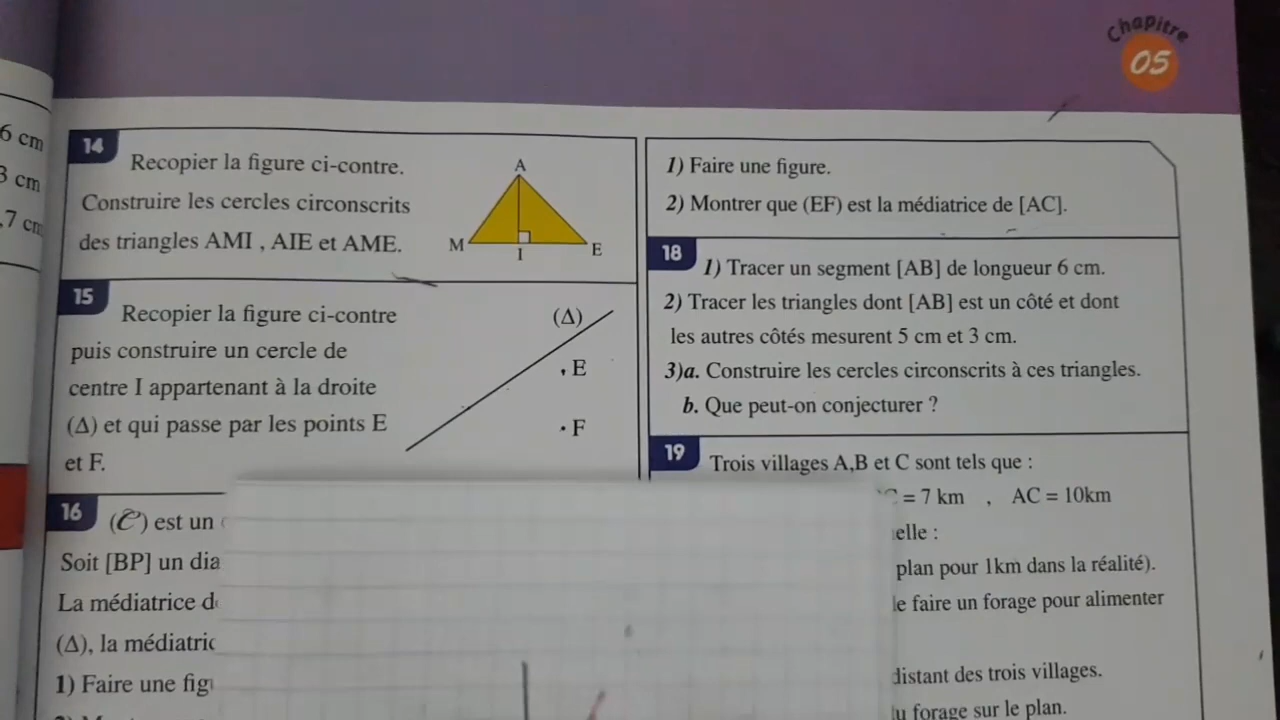 Chapitre
05
6 cm
3 cm
,7 cm
14
Recopier la figure ci-contre.
Construire les cercles circonscrits
des triangles AMI , AIE et AME.
A
M
I
E
15
Recopier la figure ci-contre
puis construire un cercle de
centre I appartenant à la droite
(Δ) et qui passe par les points E
et F.
(Δ)
E
F
16
(C) est un
Soit [BP] un
La médiatrice
(Δ), la
1) Faire une
1) Faire une figure.
2) Montrer que (EF) est la médiatrice de [AC].
18
1) Tracer un segment [AB] de longueur 6 cm.
2) Tracer les triangles dont [AB] est un côté et dont
les autres côtés mesurent 5 cm et 3 cm.
3)a. Construire les cercles circonscrits à ces triangles.
b. Que peut-on conjecturer ?
19
Trois villages A,B et C sont tels que :
= 7 km , AC = 10km
elle :
plan pour 1km dans la réalité).
faire un forage pour alimenter
distant des trois villages.
forage sur le plan.